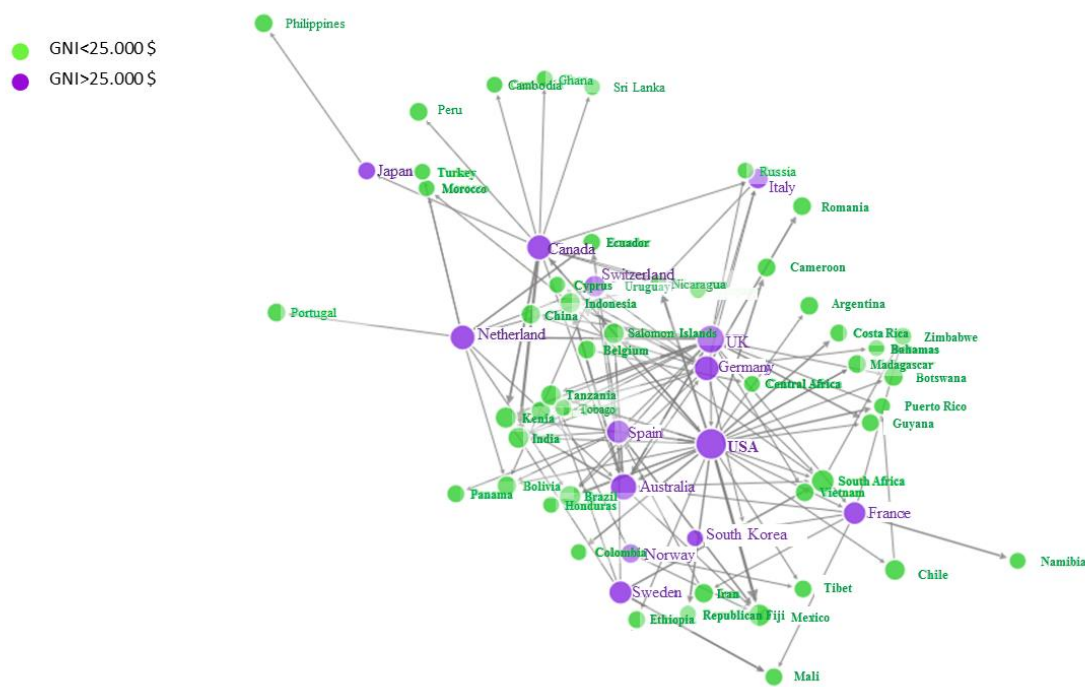 Philippines
GNI<25.000 $
GNI>25.000 $
Cambodia
Ghana
Sri Lanka
Peru
Japan
Turkey
Morocco
Russia
Italy
Romania
Canada
Ecuador
Switzerland
Cameroon
Cyprus
Uruguay
Nicaragua
Indonesia
China
Portugal
Argentina
Netherland
Salomon Islands
UK
Costa Rica
Zimbabwe
Belgium
Bahamas
Germany
Madagascar
Botswana
Central Africa
Tanzania
Tobago
Kenia
Puerto Rico
Guyana
Spain
India
USA
South Africa
Bolivia
Australia
Panama
Brazil
Honduras
Vietnam
France
South Korea
Colombia
Norway
Namibia
Chile
Sweden
Iran
Tibet
Ethiopia
Republican Fiji
Mexico
Mali